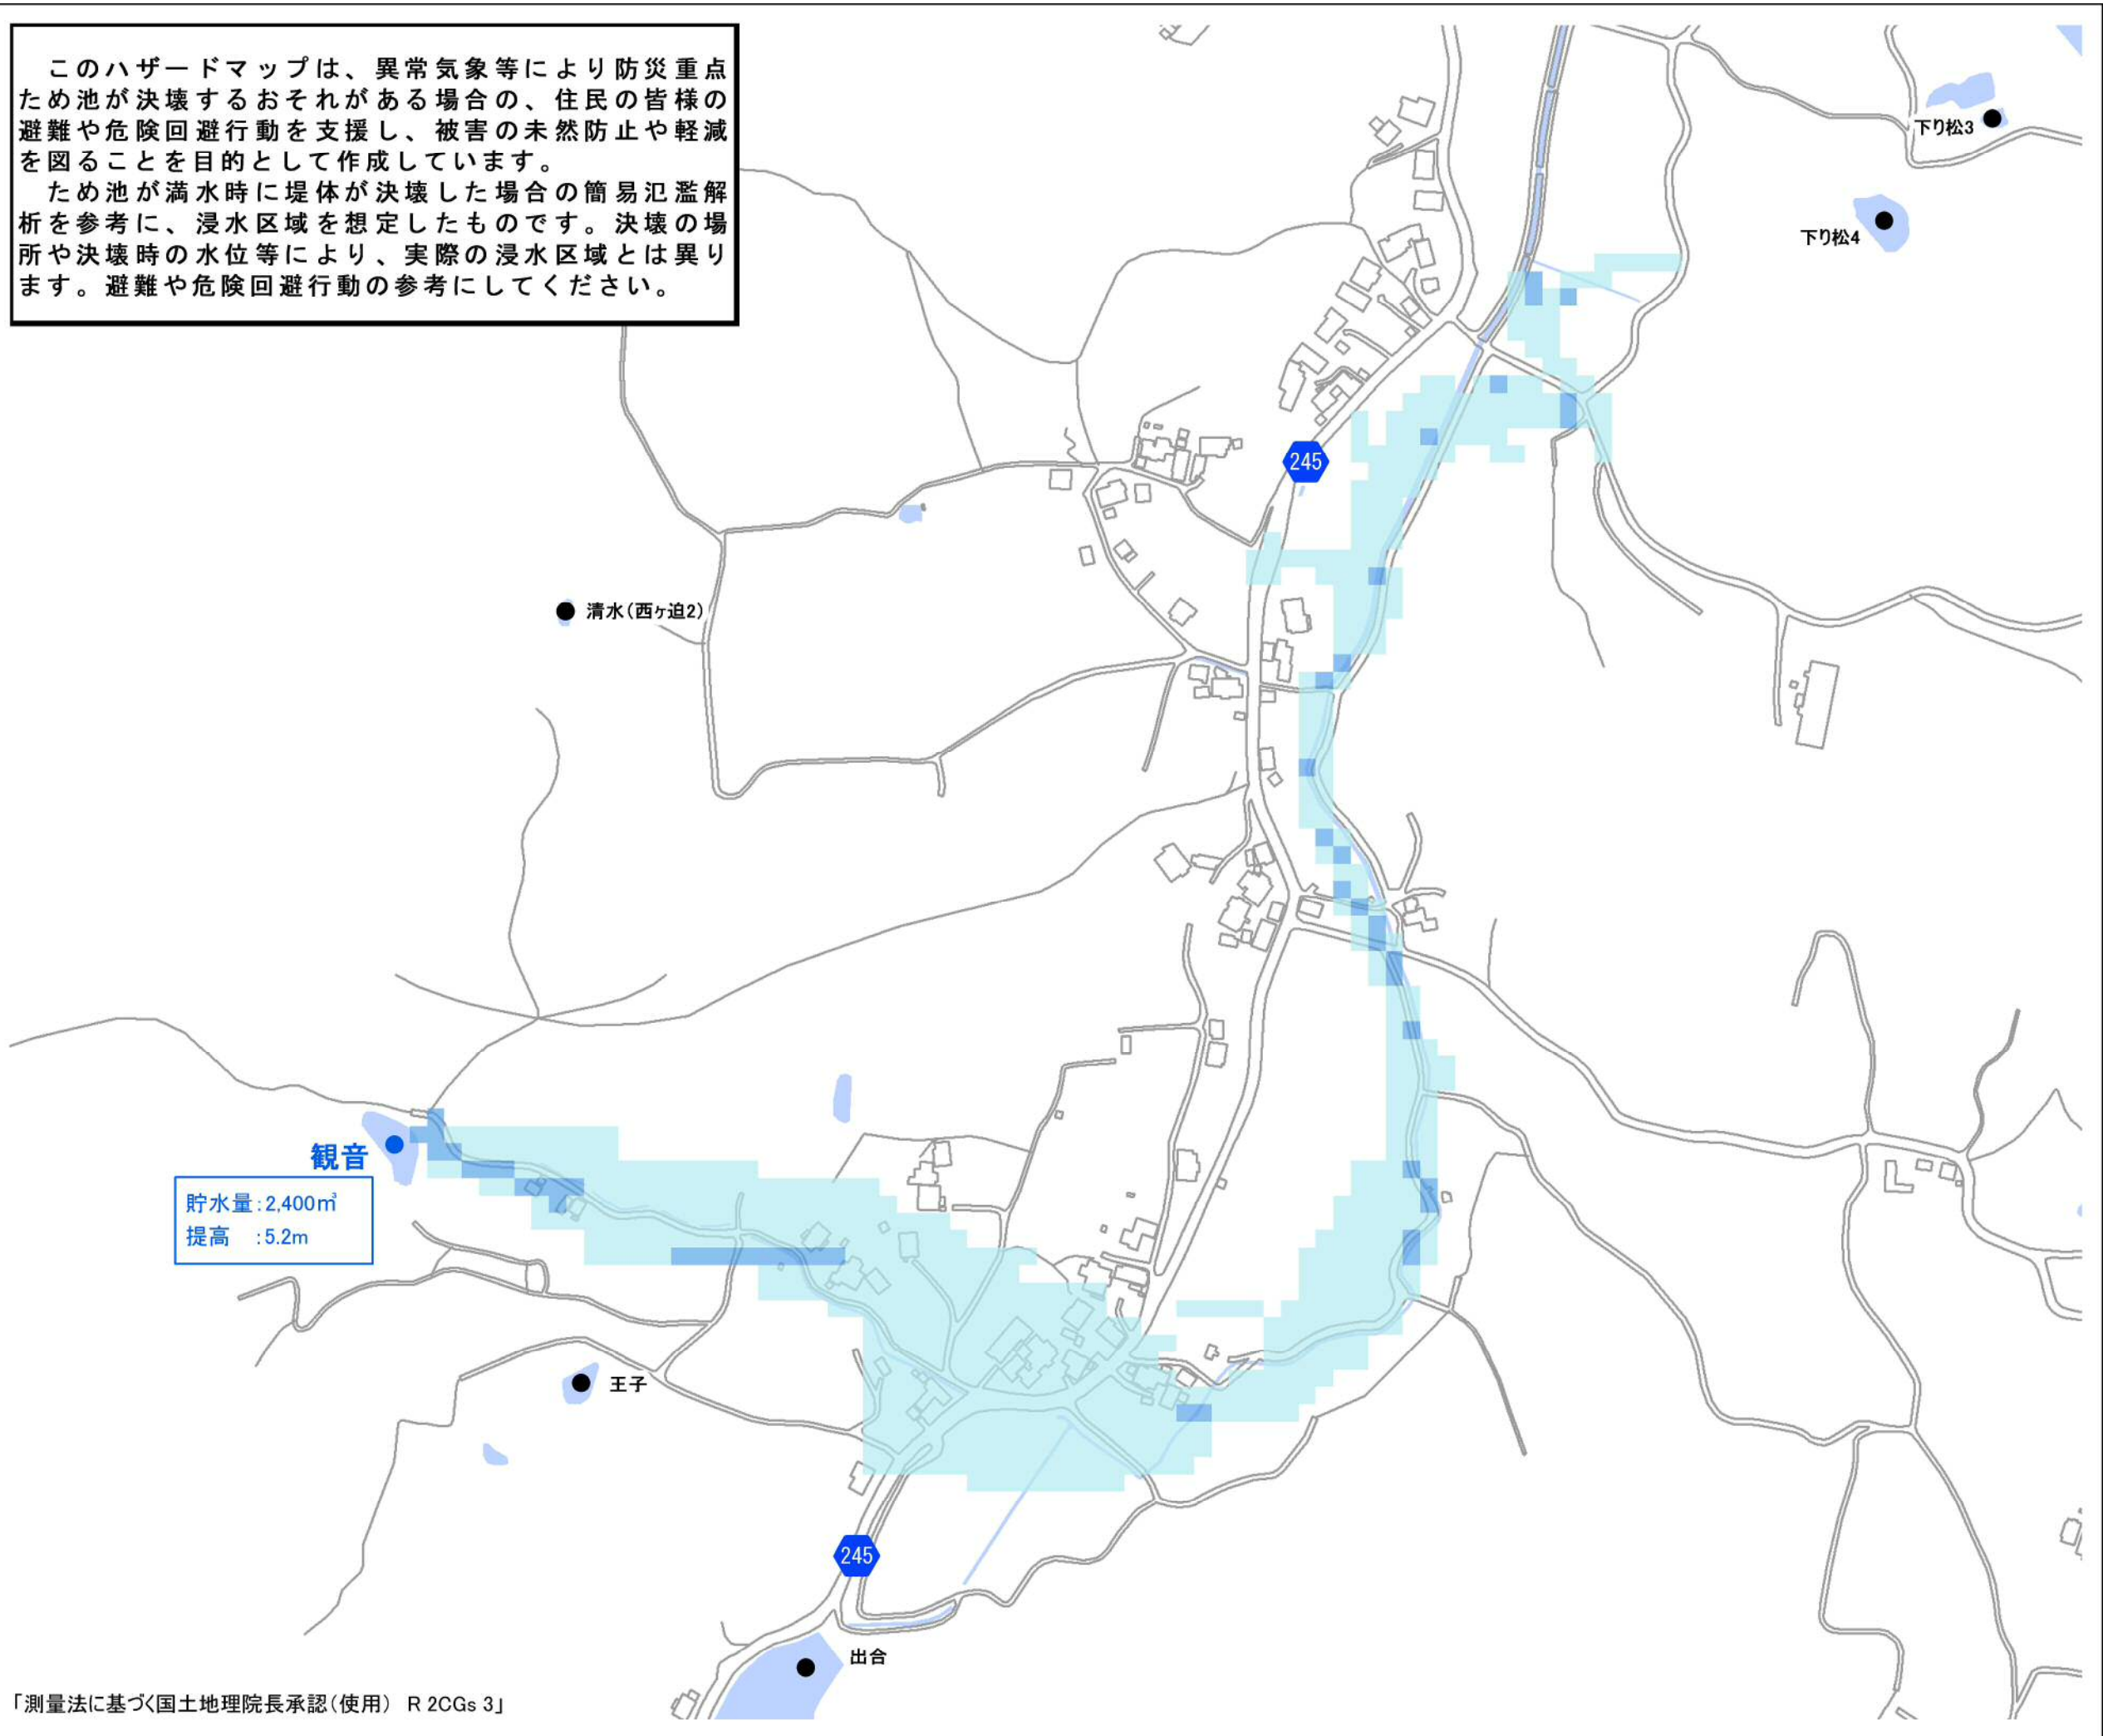 このハザードマップは、異常気象等により防災重点
ため池が決壊するおそれがある場合の、住民の皆様の
避難や危険回避行動を支援し、被害の未然防止や軽減
を図ることを目的として作成しています。
ため池が満水時に堤体が決壊した場合の簡易氾濫解
析を参考に、浸水区域を想定したものです。決壊の場
所や決壊時の水位等により、実際の浸水区域とは異り
ます。避難や危険回避行動の参考にしてください。
下り松3
下り松4
245
清水(西ヶ迫2)
観音
貯水量:2,400㎥
提高 :5.2m
王子
245
出合
「測量法に基づく国土地理院長承認(使用) R 2CGs 3」